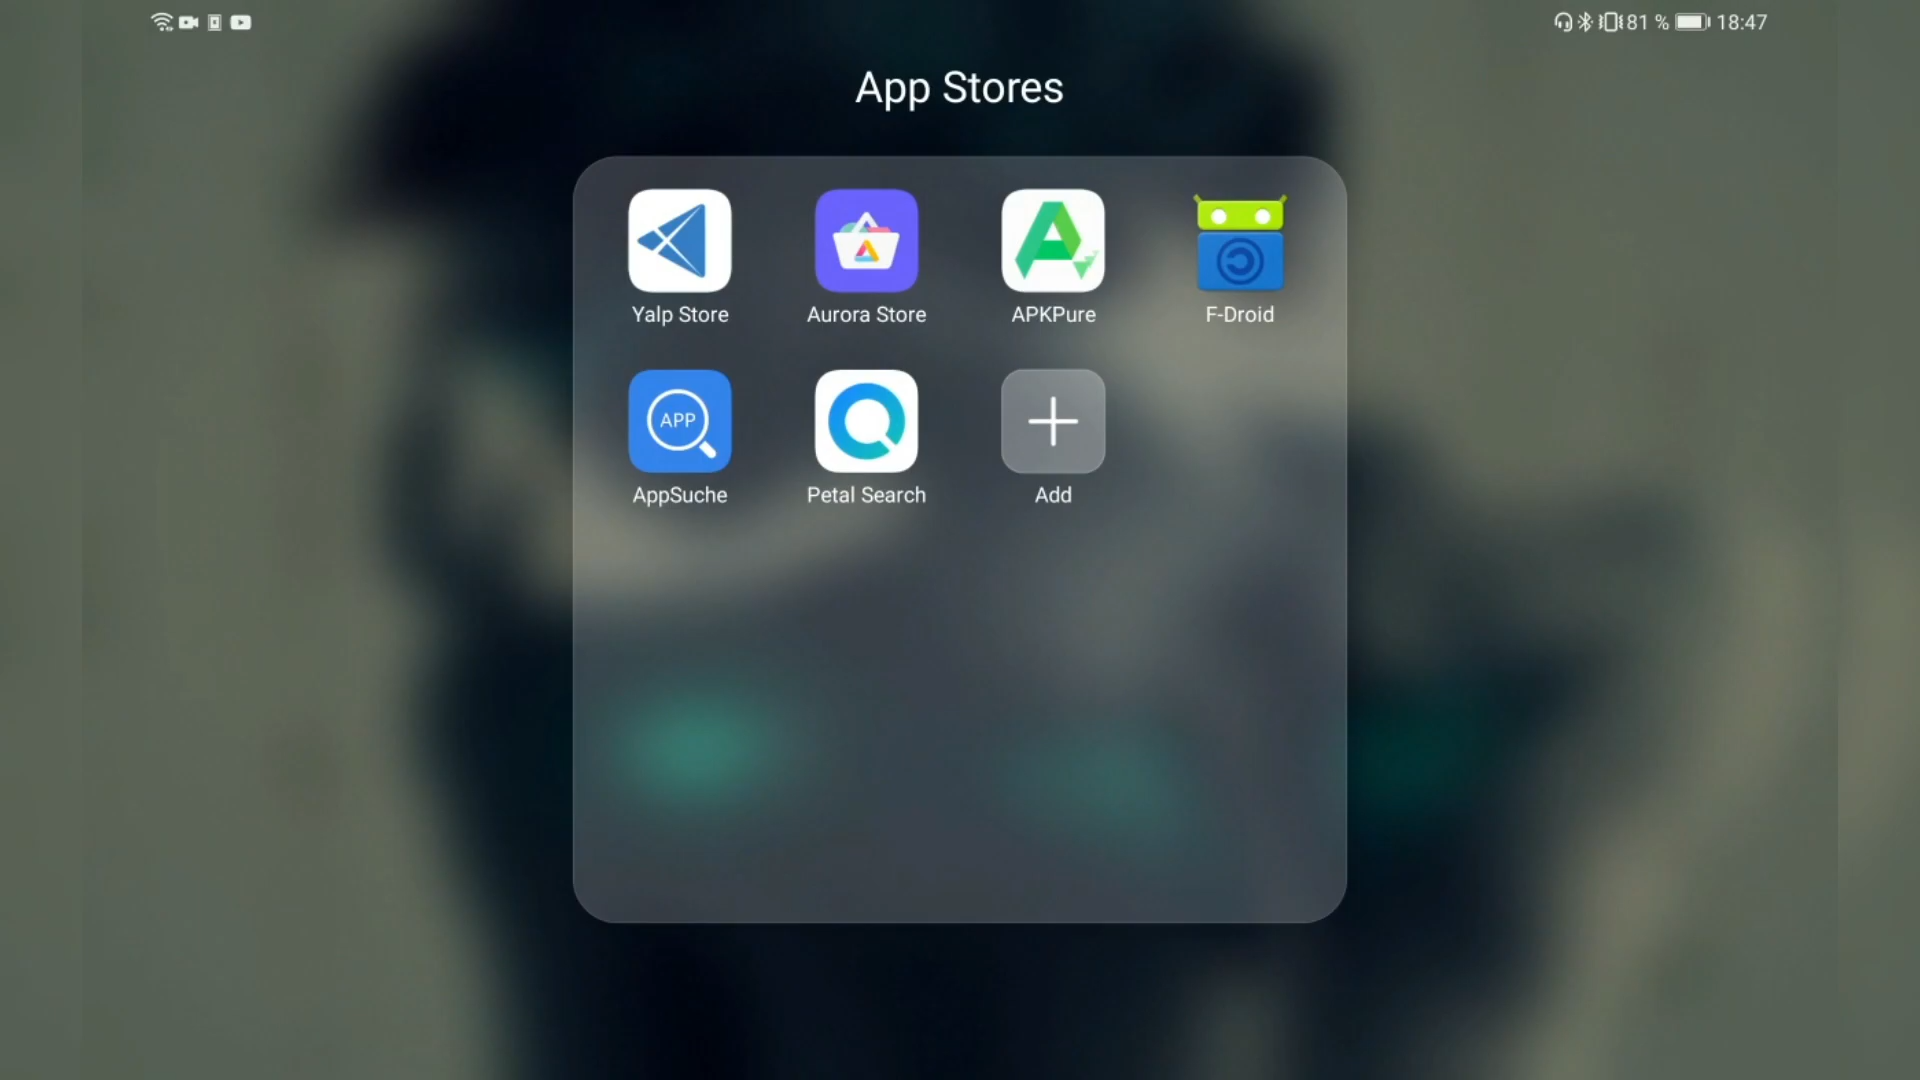 81 % 18:47
App Stores
Yalp Store
Aurora Store
APKPure
F-Droid
APP
AppSuche
Petal Search
Add